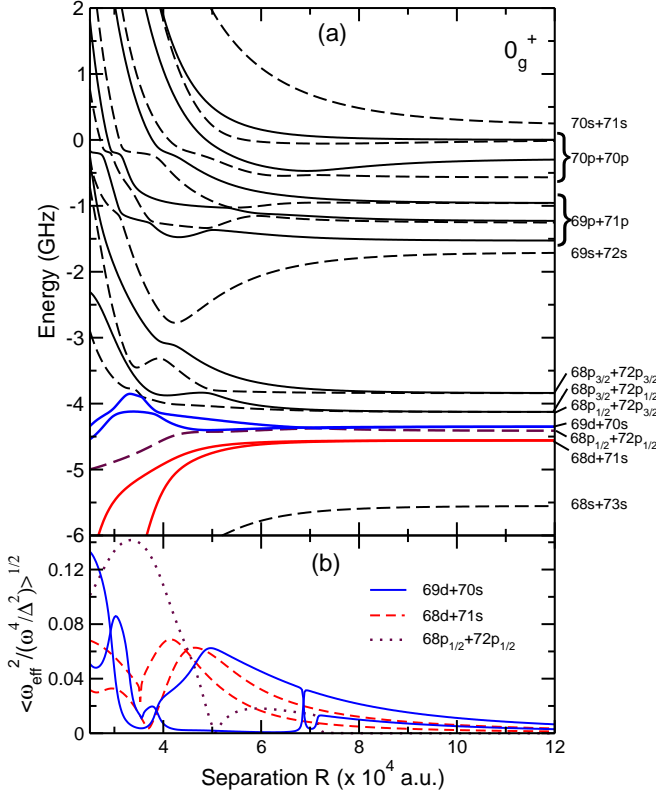 (a)
0g+
2
1
0
-1
-2
-3
-4
-5
-6
Energy (GHz)
70s+71s
70p+70p
69p+71p
69s+72s
68p3/2+72p3/2
68p3/2+72p1/2
68p1/2+72p3/2
69d+70s
68p1/2+72p1/2
68d+71s
68s+73s
(b)
0.12
0.08
0.04
0
<ωeff2/(ω4/Δ2)>1/2
69d+70s
68d+71s
68p1/2+72p1/2
4
6
8
10
12
Separation R (x 104 a.u.)